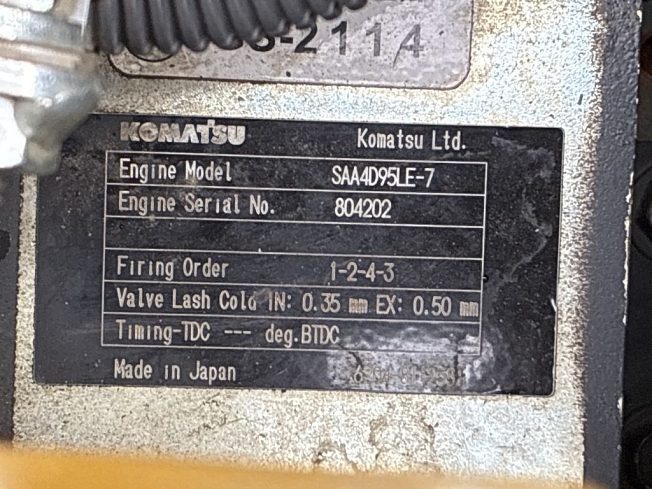 -2114
KOMATSU Komatsu Ltd.
Engine Model SAA4D95LE-7
Engine Serial No. 804202
Firing Order 1-2-4-3
Valve Lash Cold IN: 0.35 mm EX: 0.50 mm
Timing-TDC --- deg.BTDC
Made in Japan